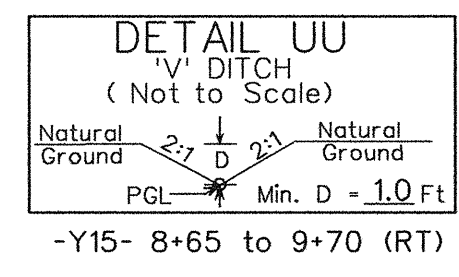 DETAIL UU
'V' DITCH
( Not to Scale)
Natural
Ground
2:1
D
2:1
Natural
Ground
PGL
Min. D = 1.0 Ft
-Y15- 8+65 to 9+70 (RT)